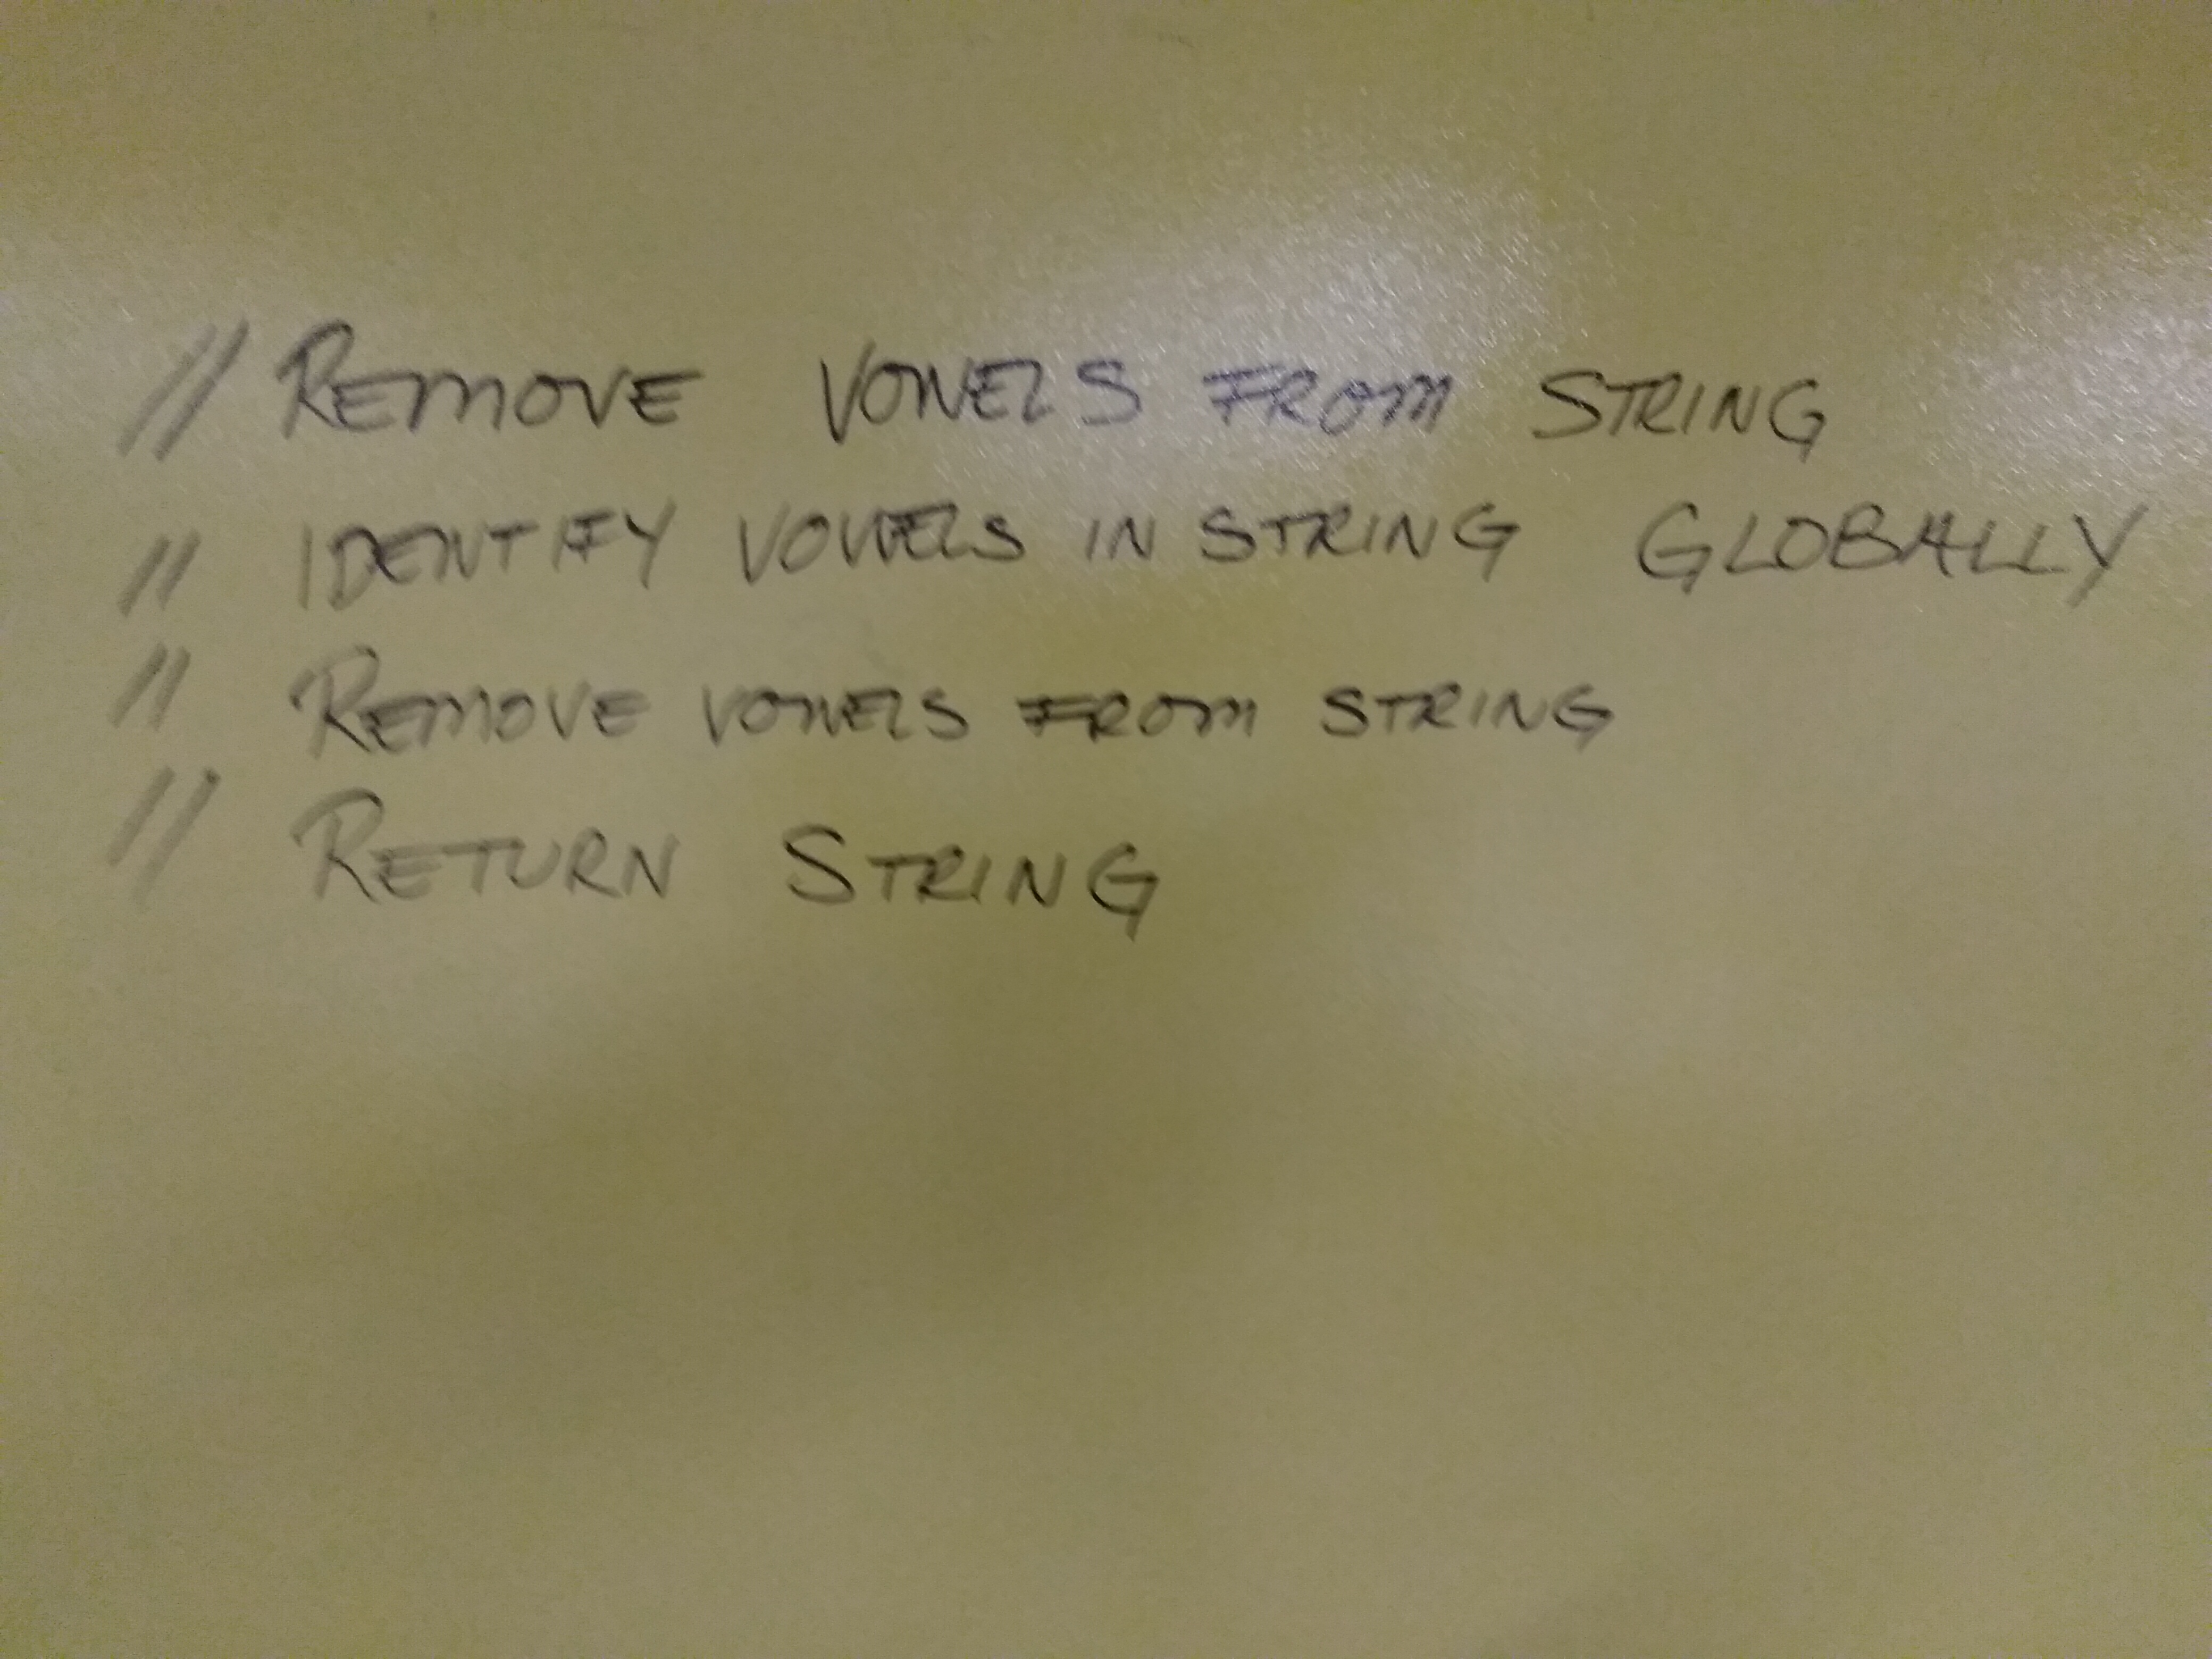 // REMOVE VOWELS FROM STRING
// IDENTIFY VOWELS IN STRING GLOBALLY
// REMOVE VOWELS FROM STRING
// RETURN STRING